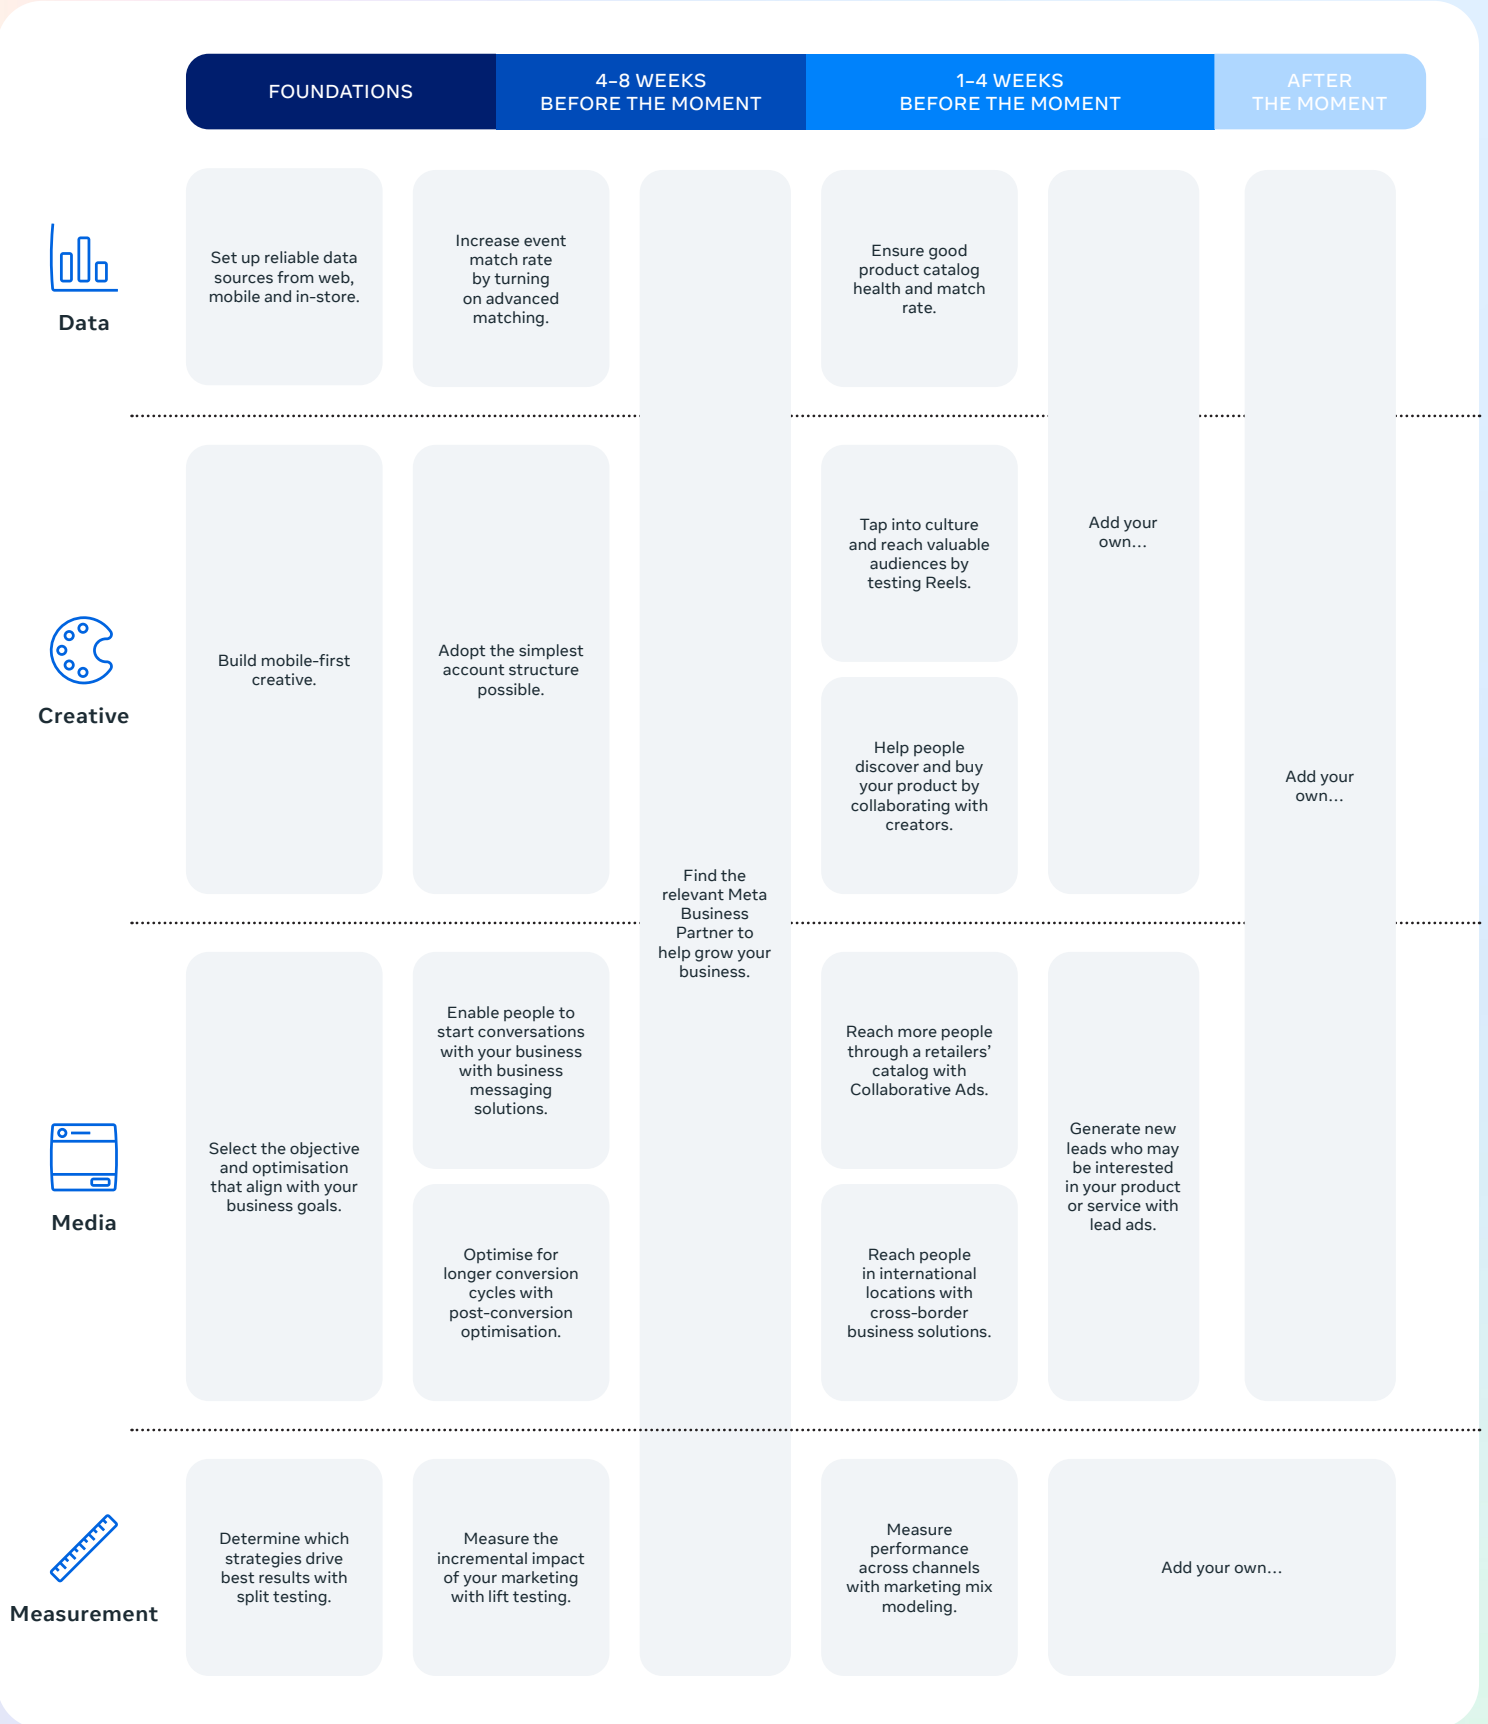 FOUNDATIONS
4–8 WEEKS
BEFORE THE MOMENT
1–4 WEEKS
BEFORE THE MOMENT
AFTER
THE MOMENT
Data
Set up reliable data
sources from web,
mobile and in-store.
Increase event
match rate
by turning
on advanced
matching.
Ensure good
product catalog
health and match
rate.
Creative
Build mobile-first
creative.
Adopt the simplest
account structure
possible.
Find the
relevant Meta
Business
Partner to
help grow your
business.
Tap into culture
and reach valuable
audiences by
testing Reels.
Help people
discover and buy
your product by
collaborating with
creators.
Add your
own…
Add your
own…
Media
Select the objective
and optimisation
that align with your
business goals.
Enable people to
start conversations
with your business
with business
messaging
solutions.
Optimise for
longer conversion
cycles with
post-conversion
optimisation.
Reach more people
through a retailers’
catalog with
Collaborative Ads.
Reach people
in international
locations with
cross-border
business solutions.
Generate new
leads who may
be interested
in your product
or service with
lead ads.
Measurement
Determine which
strategies drive
best results with
split testing.
Measure the
incremental impact
of your marketing
with lift testing.
Measure
performance
across channels
with marketing mix
modeling.
Add your own…